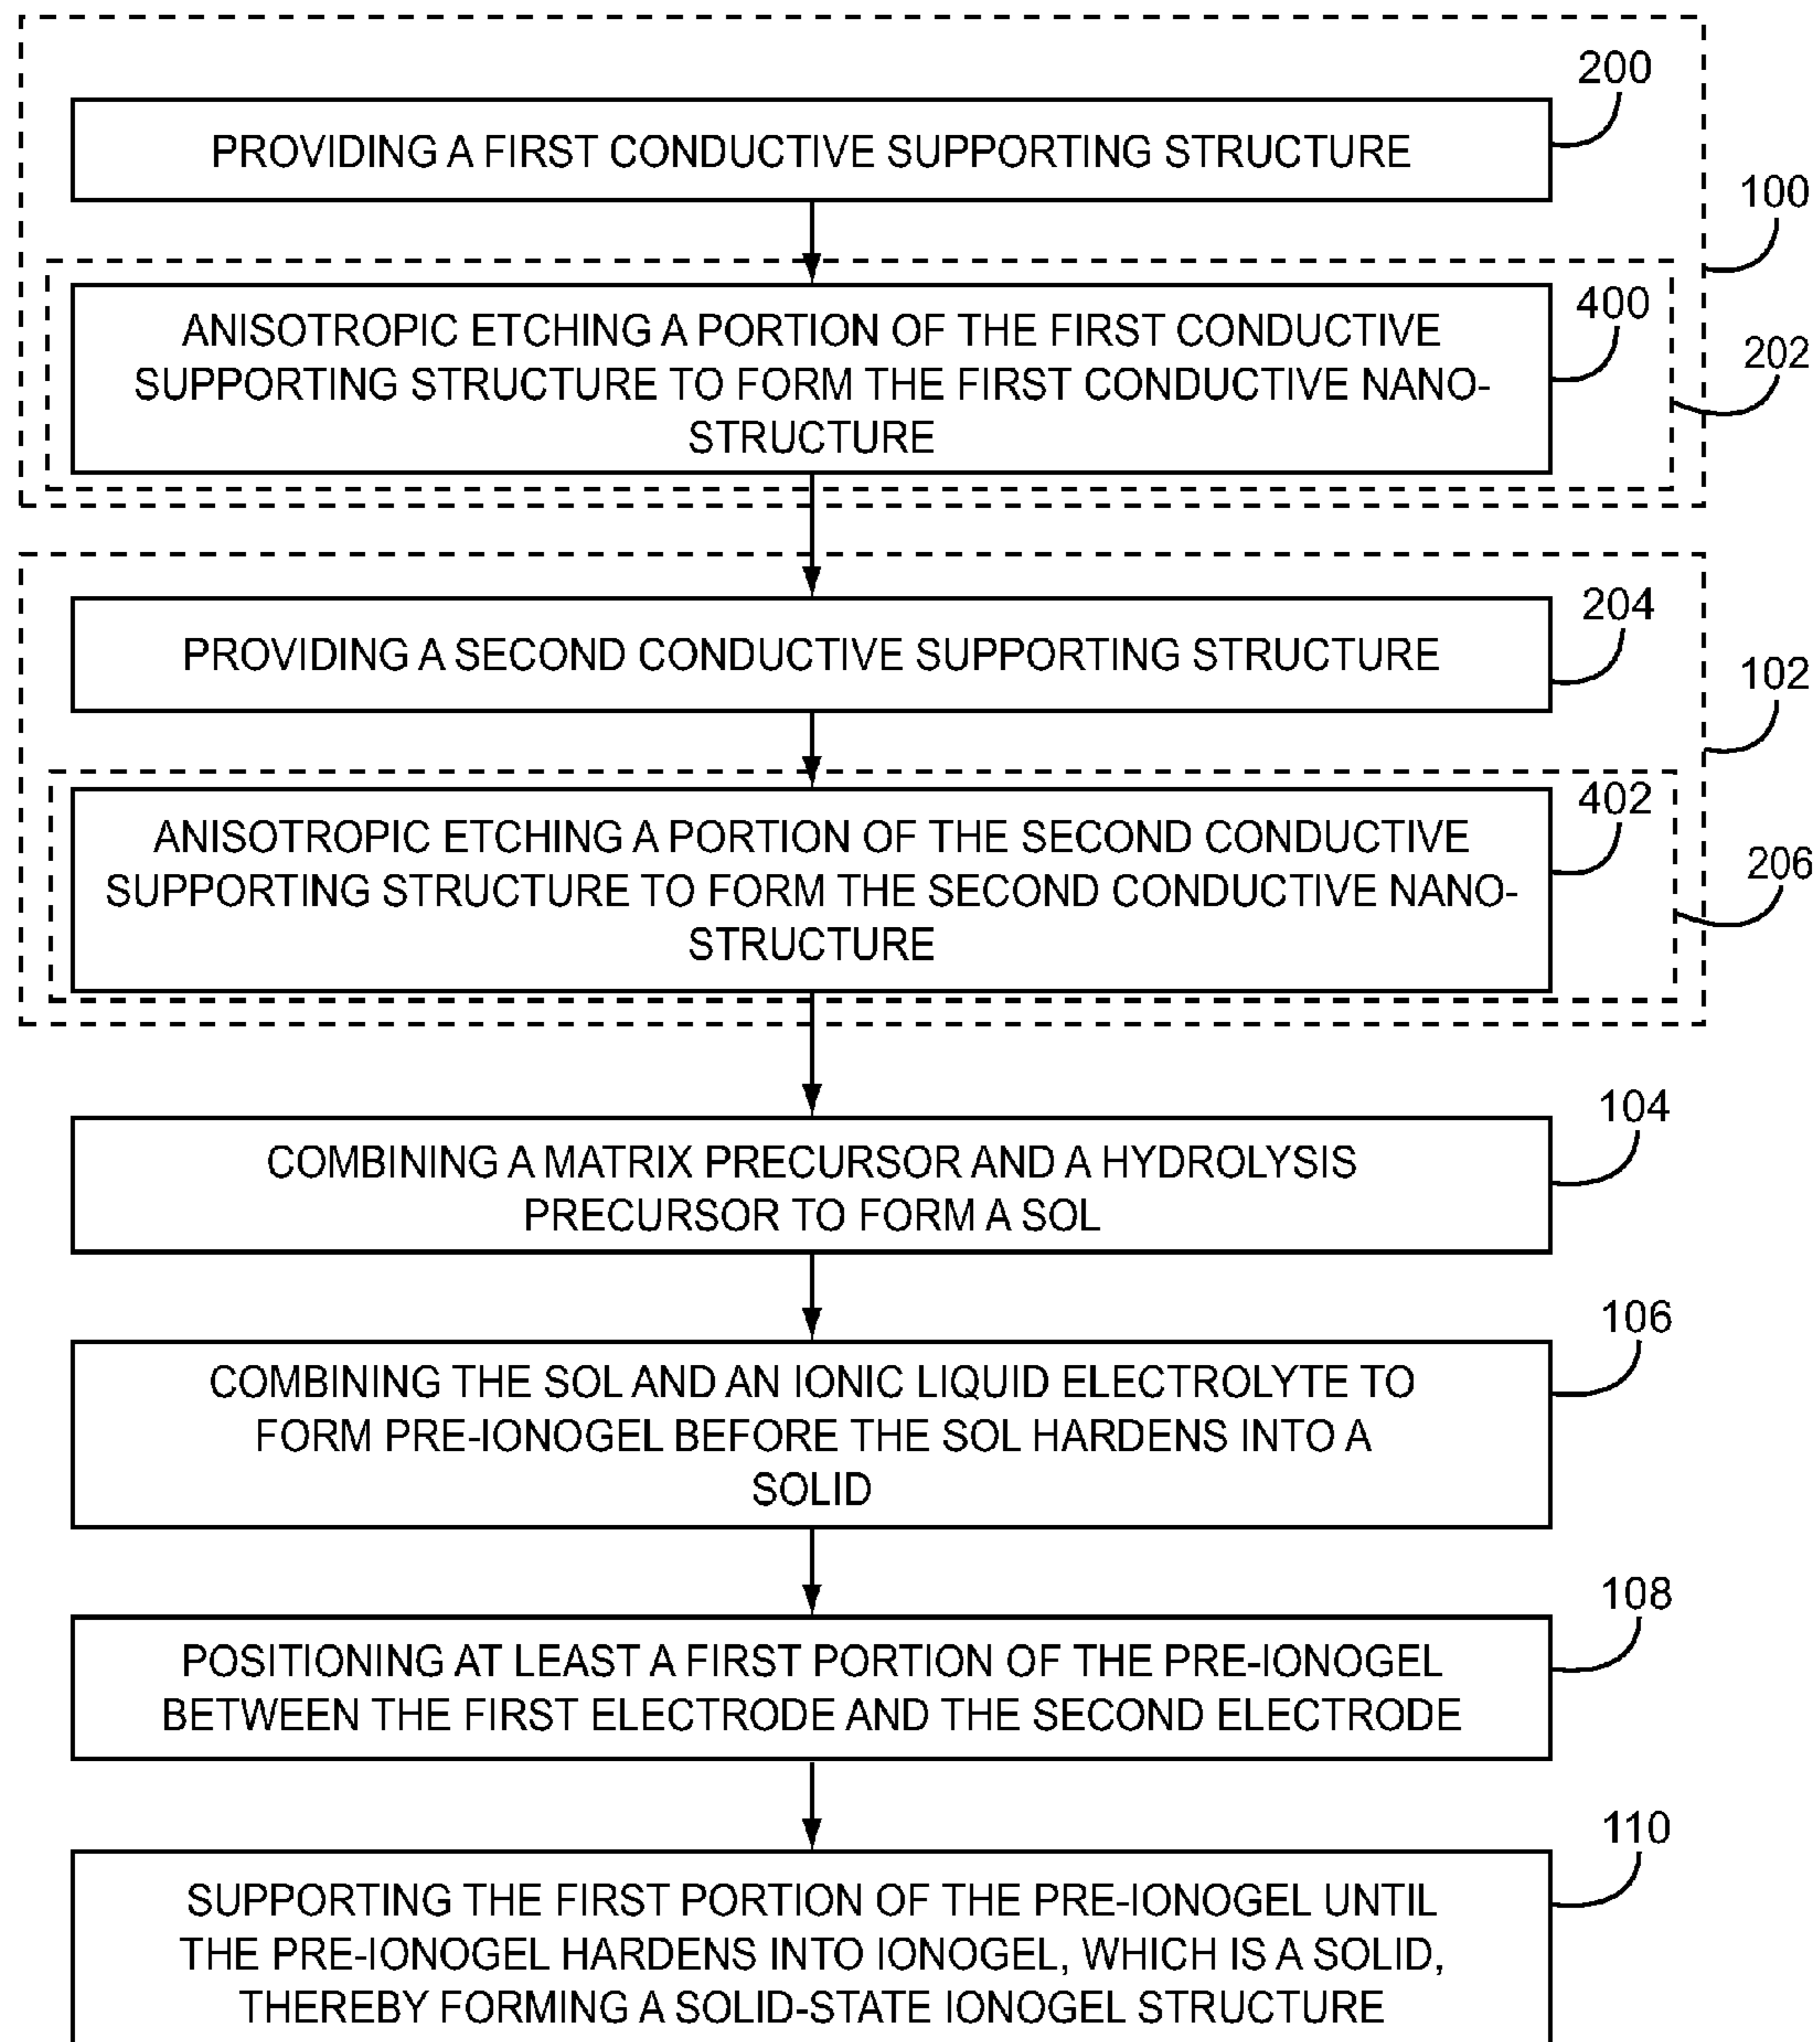 200
PROVIDING A FIRST CONDUCTIVE SUPPORTING STRUCTURE
100
400
ANISOTROPIC ETCHING A PORTION OF THE FIRST CONDUCTIVE
SUPPORTING STRUCTURE TO FORM THE FIRST CONDUCTIVE NANO-
STRUCTURE
202
204
PROVIDING A SECOND CONDUCTIVE SUPPORTING STRUCTURE
102
402
ANISOTROPIC ETCHING A PORTION OF THE SECOND CONDUCTIVE
SUPPORTING STRUCTURE TO FORM THE SECOND CONDUCTIVE NANO-
STRUCTURE
206
104
COMBINING A MATRIX PRECURSOR AND A HYDROLYSIS
PRECURSOR TO FORM A SOL
106
COMBINING THE SOL AND AN IONIC LIQUID ELECTROLYTE TO
FORM PRE-IONOGEL BEFORE THE SOL HARDENS INTO A
SOLID
108
POSITIONING AT LEAST A FIRST PORTION OF THE PRE-IONOGEL
BETWEEN THE FIRST ELECTRODE AND THE SECOND ELECTRODE
110
SUPPORTING THE FIRST PORTION OF THE PRE-IONOGEL UNTIL
THE PRE-IONOGEL HARDENS INTO IONOGEL, WHICH IS A SOLID,
THEREBY FORMING A SOLID-STATE IONOGEL STRUCTURE